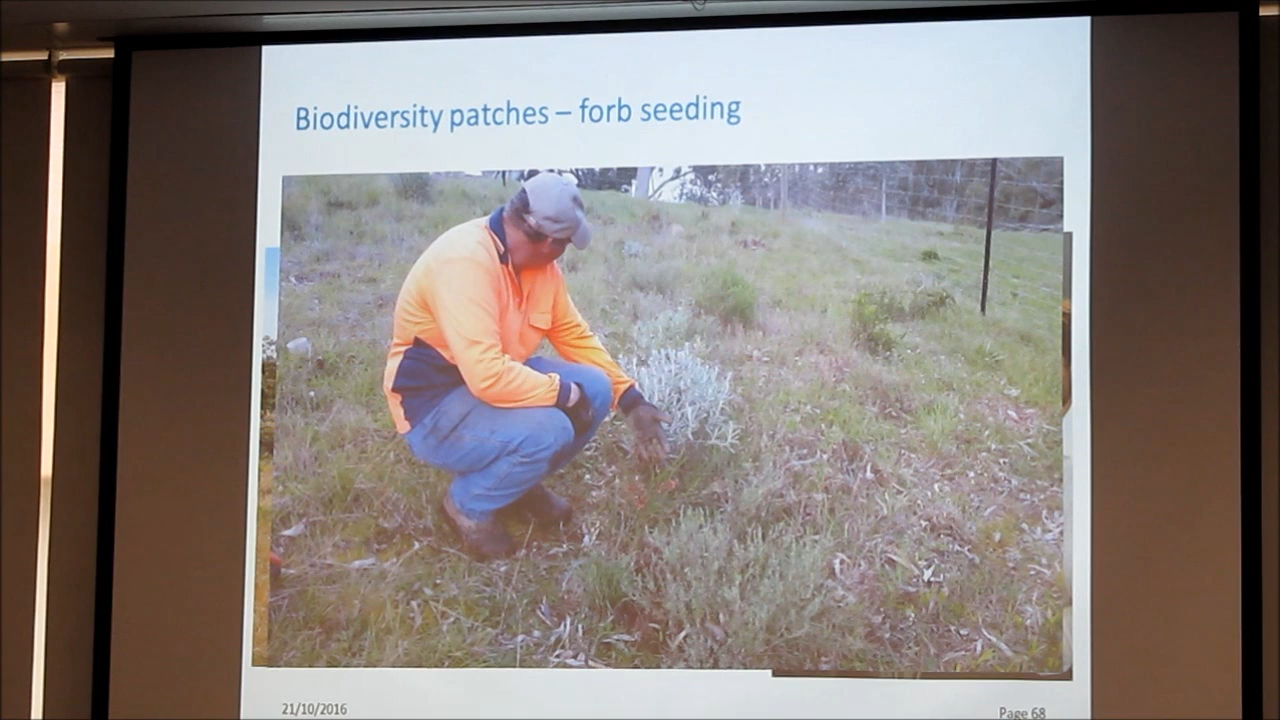 Biodiversity patches – forb seeding
21/10/2016
Page 68